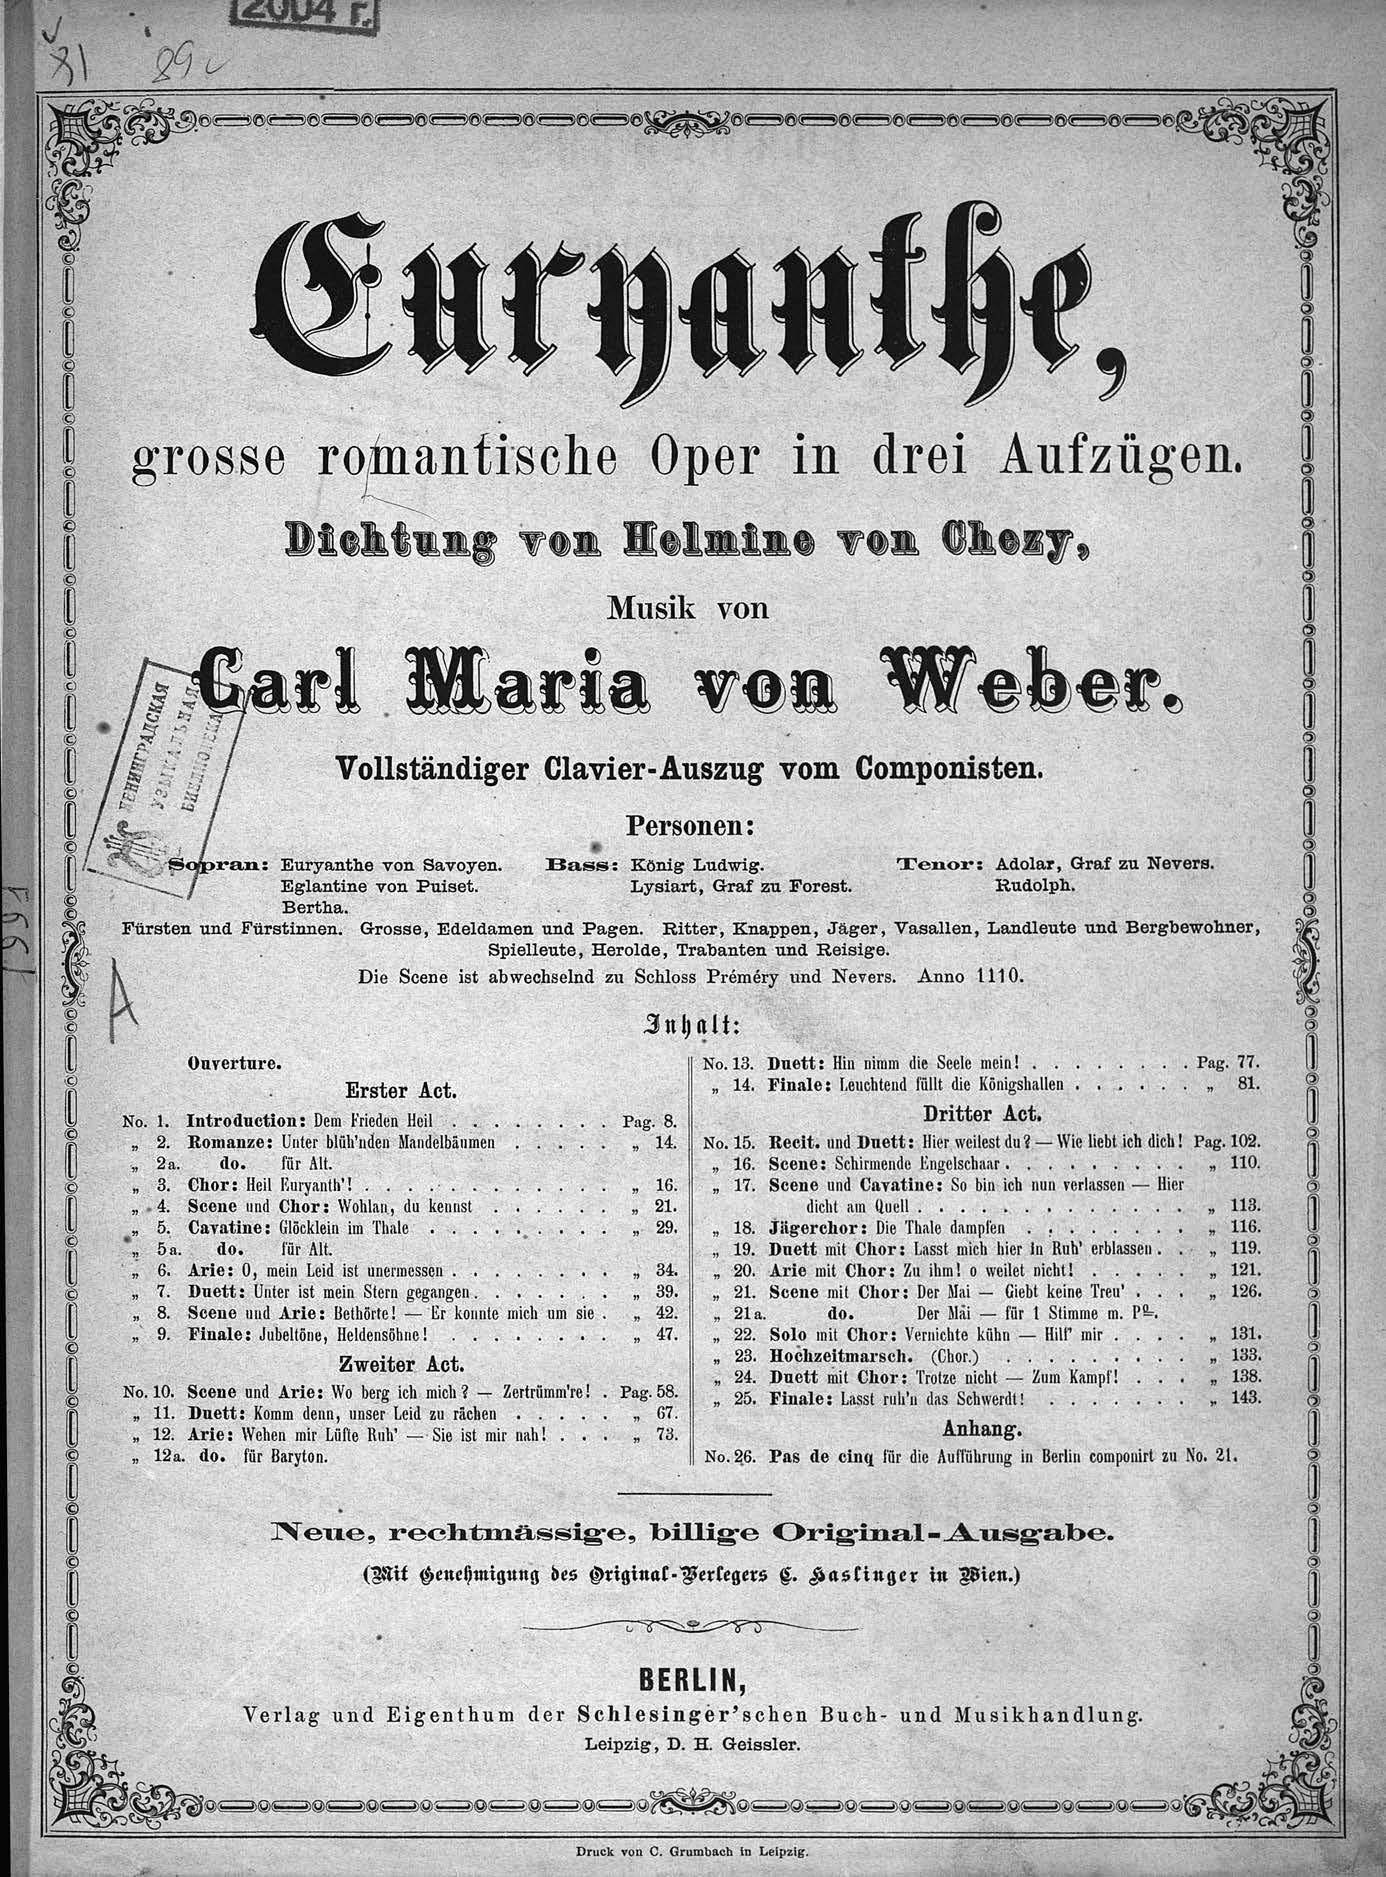 2004 г.
81 89
Euryanthe,
grosse romantische Oper in drei Aufzügen.
Dichtung von Helmine von Chezy,
Musik von
Carl Maria von Weber.
ЛЕНИНГРАДСКАЯ
УЗЫКАЛЬНАЯ
БИБЛИОТЕКА
Vollständiger Clavier-Auszug vom Componisten.
Personen:
Sopran: Euryanthe von Savoyen. Bass: König Ludwig. Tenor: Adolar, Graf zu Nevers.
Eglantine von Puiset. Lysiart, Graf zu Forest. Rudolph.
Bertha.
Fürsten und Fürstinnen. Grosse, Edeldamen und Pagen. Ritter, Knappen, Jäger, Vasallen, Landleute und Bergbewohner,
Spielleute, Herolde, Trabanten und Reisige.
Die Scene ist abwechselnd zu Schloss Préméry und Nevers. Anno 1110.
1991
A
Inhalt:
Ouverture.
Erster Act.
No. 1. Introduction: Dem Frieden Heil . . . . . . . . Pag. 8.
„ 2. Romanze: Unter blüh'nden Mandelbäumen . . . . . „ 14.
„ 2a. do. für Alt.
„ 3. Chor: Heil Euryanth'! . . . . . . . . . . . . „ 16.
„ 4. Scene und Chor: Wohlan, du kennst . . . . . . „ 21.
„ 5. Cavatine: Glöcklein im Thale . . . . . . . . . „ 29.
„ 5a. do. für Alt.
„ 6. Arie: O, mein Leid ist unermessen . . . . . . . . „ 34.
„ 7. Duett: Unter ist mein Stern gegangen . . . . . . . „ 39.
„ 8. Scene und Arie: Bethörte! — Er konnte mich um sie . „ 42.
„ 9. Finale: Jubeltöne, Heldensöhne! . . . . . . . . „ 47.
Zweiter Act.
No. 10. Scene und Arie: Wo berg ich mich? — Zertrümm're! . Pag. 58.
„ 11. Duett: Komm denn, unser Leid zu rächen . . . . . „ 67.
„ 12. Arie: Wehen mir Lüfte Ruh' — Sie ist mir nah! . . . „ 73.
„ 12a. do. für Baryton.
No. 13. Duett: Hin nimm die Seele mein! . . . . . . . . Pag. 77.
„ 14. Finale: Leuchtend füllt die Königshallen . . . . . . „ 81.
Dritter Act.
No. 15. Recit. und Duett: Hier weilest du? — Wie liebt ich dich! Pag. 102.
„ 16. Scene: Schirmende Engelschaar . . . . . . . . . „ 110.
„ 17. Scene und Cavatine: So bin ich nun verlassen — Hier
dicht am Quell . . . . . . . . . . . . . „ 113.
„ 18. Jägerchor: Die Thale dampfen . . . . . . . . „ 116.
„ 19. Duett mit Chor: Lasst mich hier in Ruh' erblassen . . „ 119.
„ 20. Arie mit Chor: Zu ihm! o weilet nicht! . . . . . „ 121.
„ 21. Scene mit Chor: Der Mai — Giebt keine Treu' . . . „ 126.
„ 21a. do. Der Mai — für 1 Stimme m. Po.
„ 22. Solo mit Chor: Vernichte kühn — Hilf' mir . . . . „ 131.
„ 23. Hochzeitmarsch. (Chor.) . . . . . . . . . „ 133.
„ 24. Duett mit Chor: Trotze nicht — Zum Kampf! . . . „ 138.
„ 25. Finale: Lasst ruh'n das Schwerdt! . . . . . . . „ 143.
Anhang.
No. 26. Pas de cinq für die Aufführung in Berlin componirt zu No. 21.
Neue, rechtmässige, billige Original-Ausgabe.
(Mit Genehmigung des Original-Verlegers C. Haslinger in Wien.)
BERLIN,
Verlag und Eigenthum der Schlesinger'schen Buch- und Musikhandlung.
Leipzig, D. H. Geissler.
Druck von C. Grumbach in Leipzig.